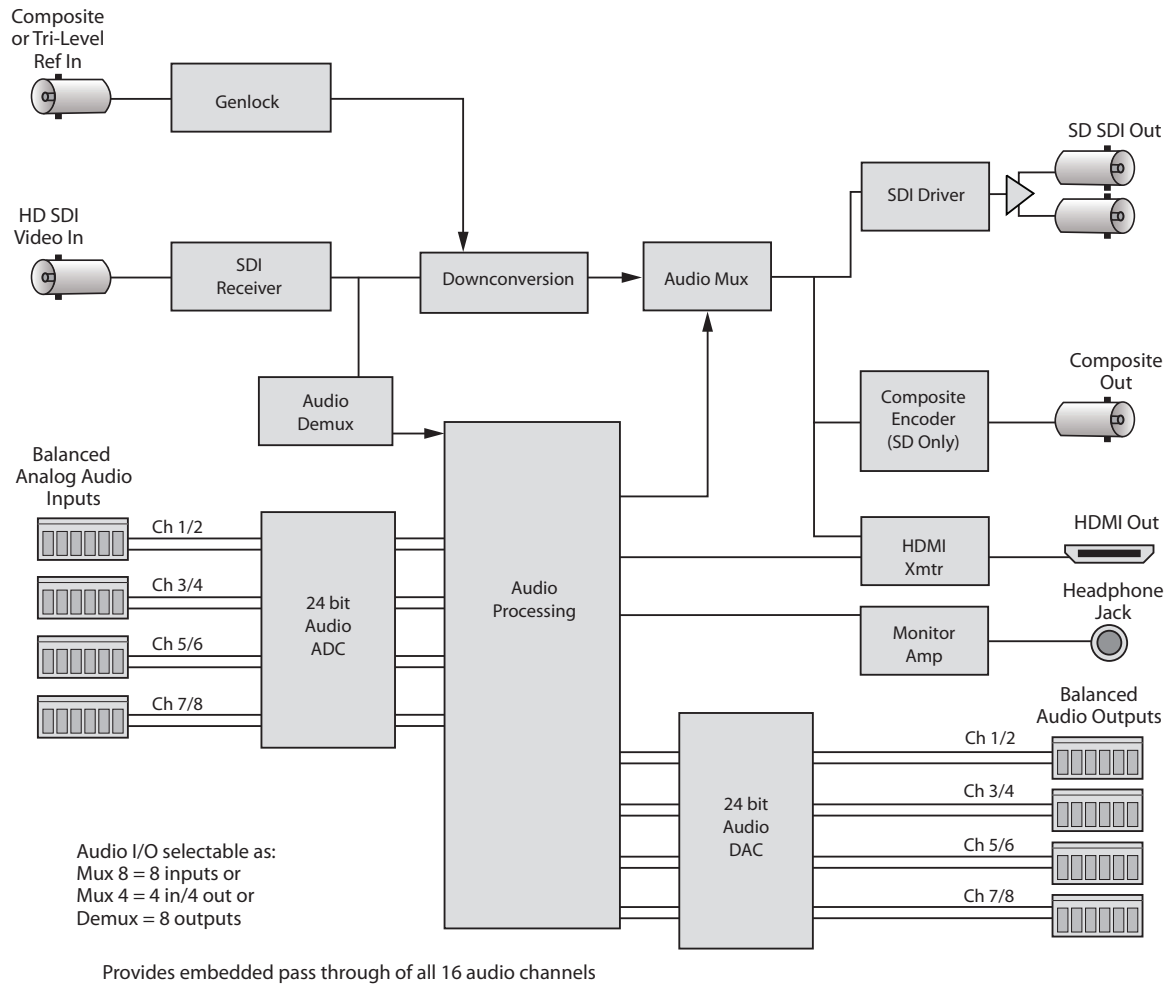 Composite
or Tri-Level
Ref In
Genlock
SD SDI Out
SDI Driver
HD SDI
Video In
SDI
Receiver
Downconversion
Audio Mux
Audio
Demux
Composite
Encoder
(SD Only)
Composite
Out
Balanced
Analog Audio
Inputs
Ch 1/2
Ch 3/4
Ch 5/6
Ch 7/8
24 bit
Audio
ADC
Audio
Processing
HDMI
Xmtr
HDMI Out
Monitor
Amp
Headphone
Jack
Balanced
Audio Outputs
24 bit
Audio
DAC
Ch 1/2
Ch 3/4
Ch 5/6
Ch 7/8
Audio I/O selectable as:
Mux 8 = 8 inputs or
Mux 4 = 4 in/4 out or
Demux = 8 outputs
Provides embedded pass through of all 16 audio channels